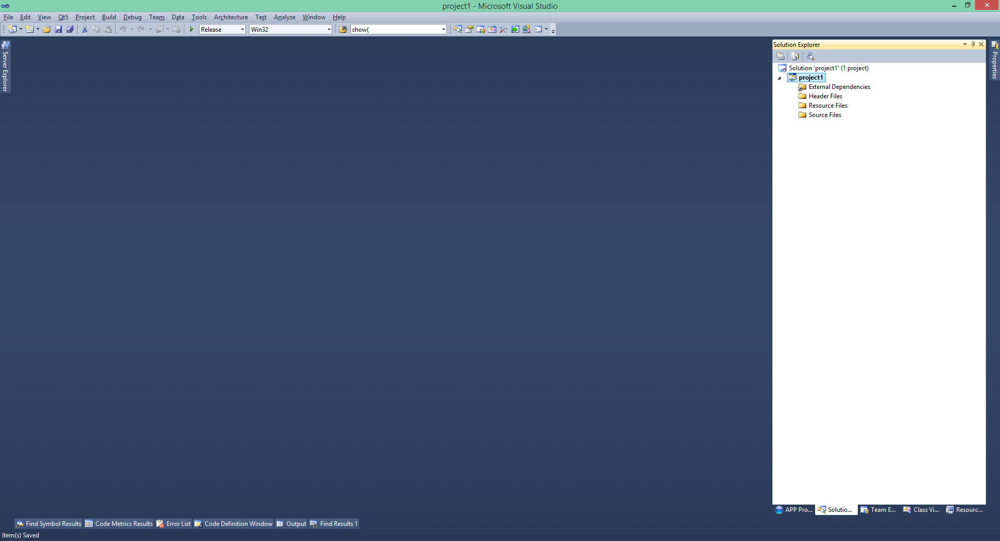 project1 - Microsoft Visual Studio
File Edit View Qt5 Project Build Debug Team Data Tools Architecture Test Analyze Window Help
Release Win32 show(
Server Explorer
Solution Explorer
Properties
Solution 'project1' (1 project)
project1
External Dependencies
Header Files
Resource Files
Source Files
APP Pro... Solutio... Team E... Class Vi... Resourc...
Find Symbol Results Code Metrics Results Error List Code Definition Window Output Find Results 1
Item(s) Saved